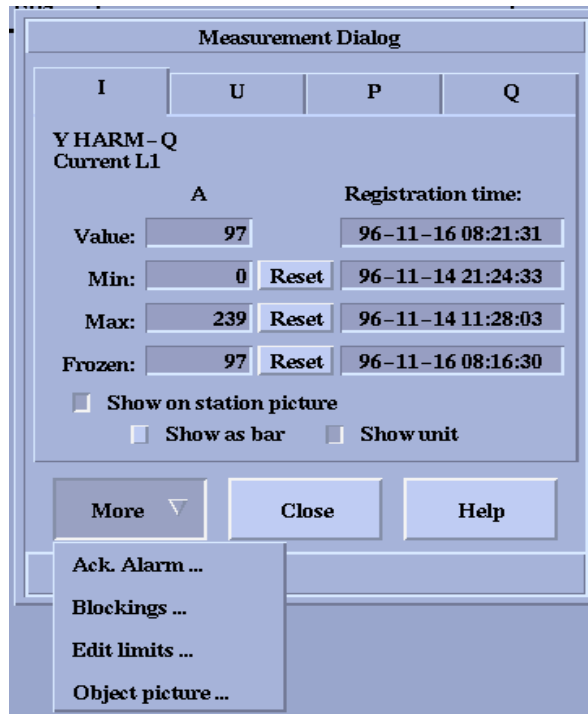 Measurement Dialog
I U P Q
Y HARM-Q
Current L1
A Registration time:
Value: 97 96-11-16 08:21:31
Min: 0 Reset 96-11-14 21:24:33
Max: 239 Reset 96-11-14 11:28:03
Frozen: 97 Reset 96-11-16 08:16:30
Show on station picture
Show as bar Show unit
More Close Help
Ack. Alarm ...
Blockings ...
Edit limits ...
Object picture ...